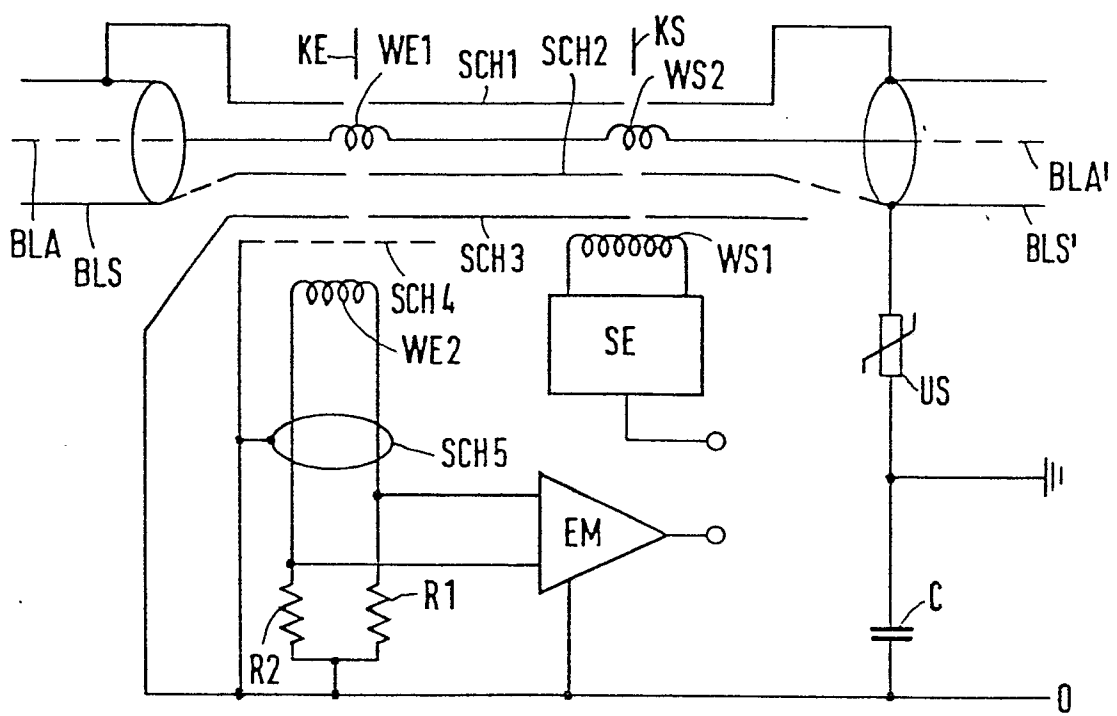 KE
WE1
SCH1
SCH2
KS
WS2
BLA
BLS
BLA'
BLS'
SCH3
WS1
SCH4
WE2
SE
US
SCH5
EM
R1
R2
C
0